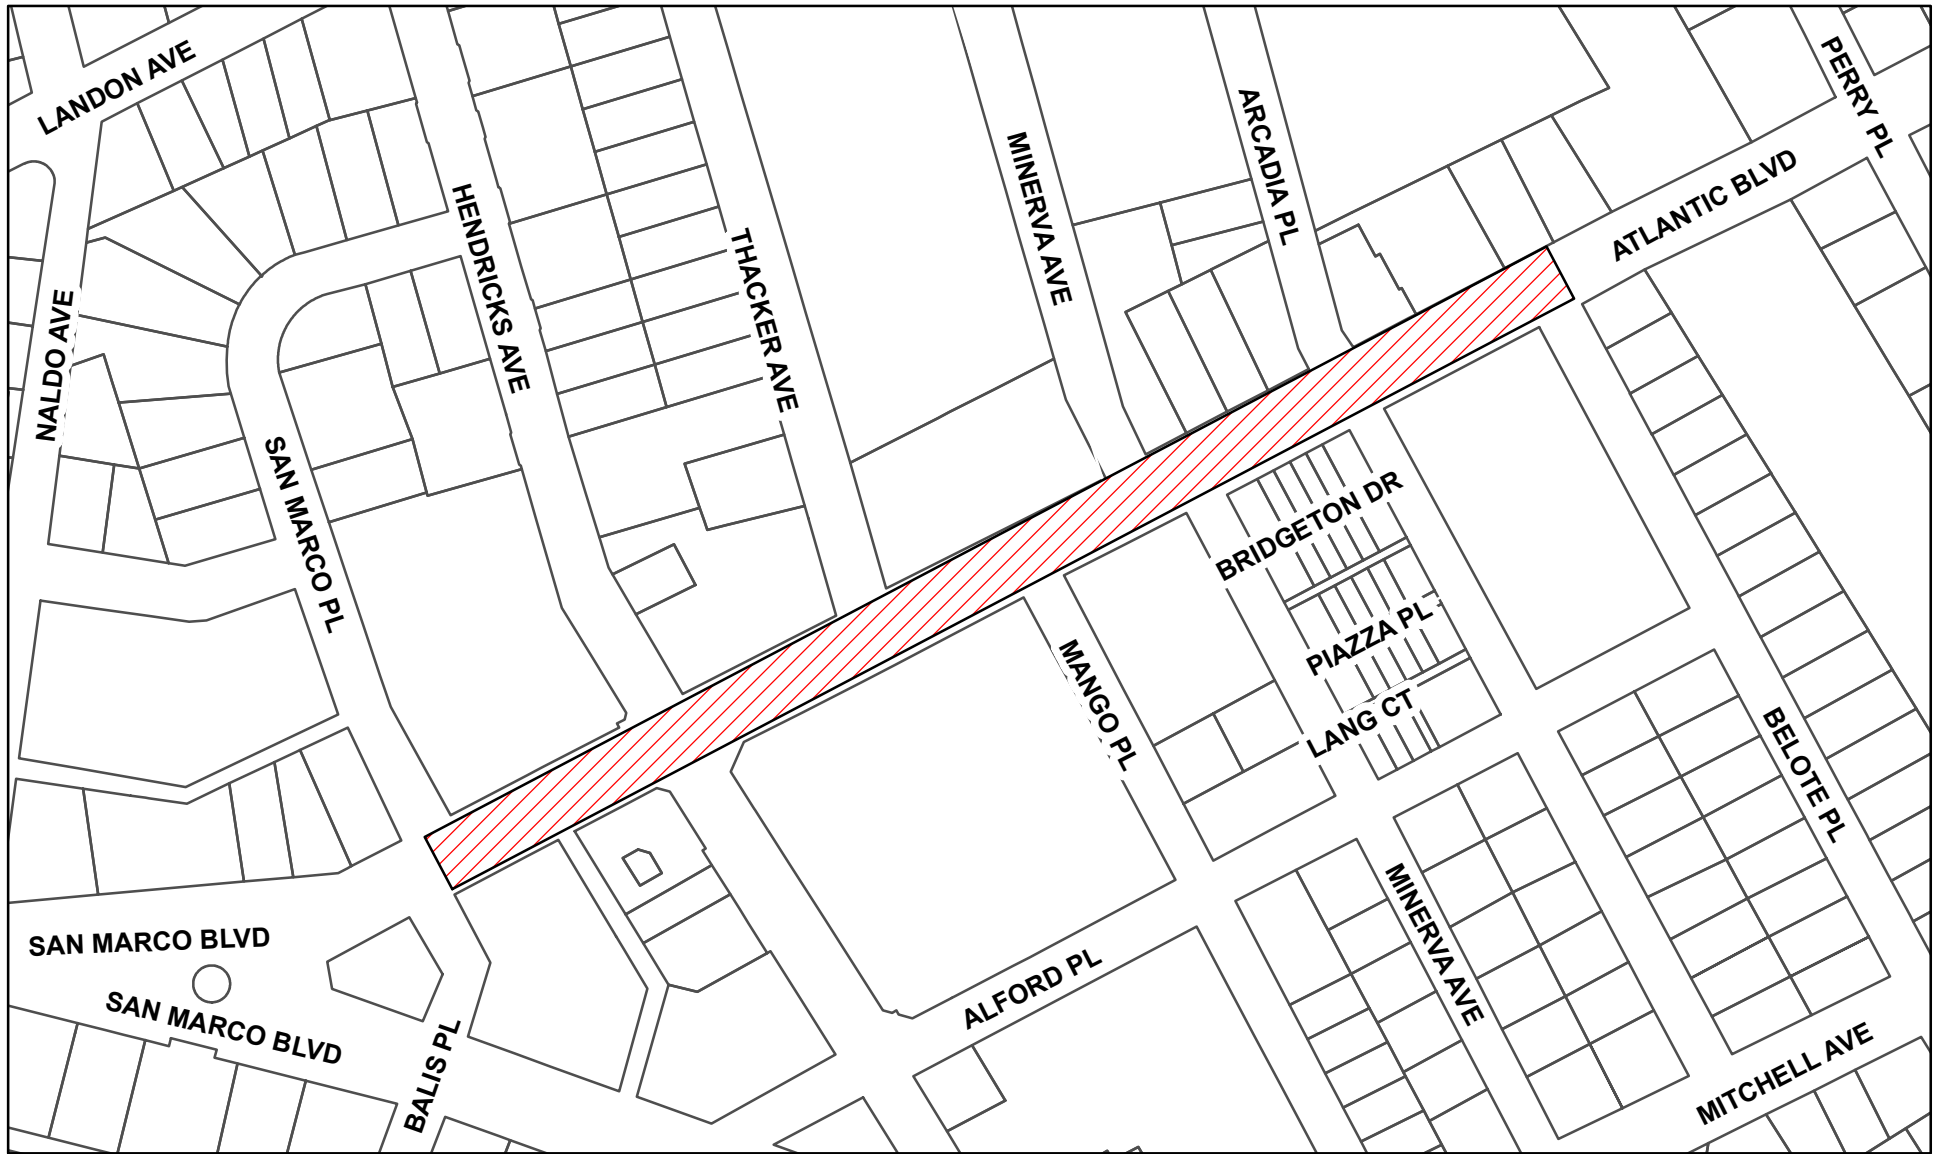 LANDON AVE
PERRY PL
ARCADIA PL
MINERVA AVE
ATLANTIC BLVD
HENDRICKS AVE
THACKER AVE
NALDO AVE
SAN MARCO PL
BRIDGETON DR
PIAZZA PL
MANGO PL
LANG CT
BELOTE PL
MINERVA AVE
SAN MARCO BLVD
ALFORD PL
SAN MARCO BLVD
BALIS PL
MITCHELL AVE